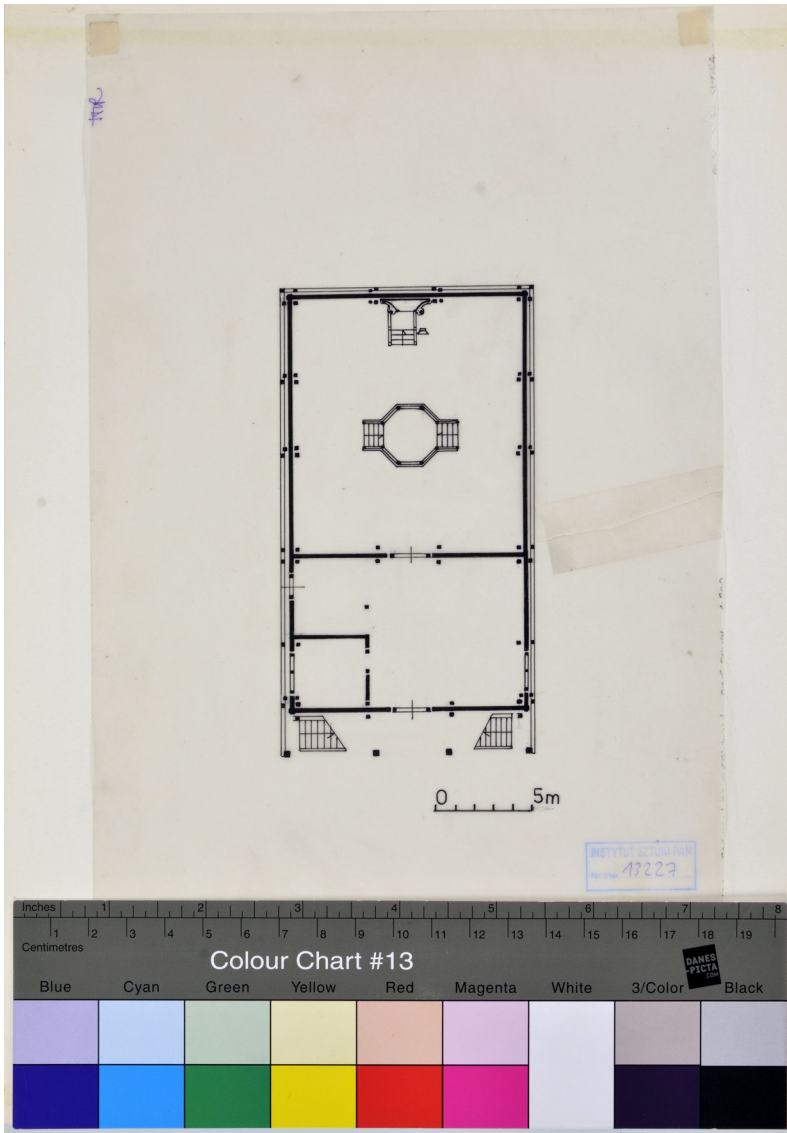 0 5m
INSTYTUT SZTUKI PAN
Nr inw. 13227
Inches 1 2 3 4 5 6 7 8
1 2 3 4 5 6 7 8 9 10 11 12 13 14 15 16 17 18 19
Centimetres
Colour Chart #13
DANES
-PICTA
.COM
Blue Cyan Green Yellow Red Magenta White 3/Color Black